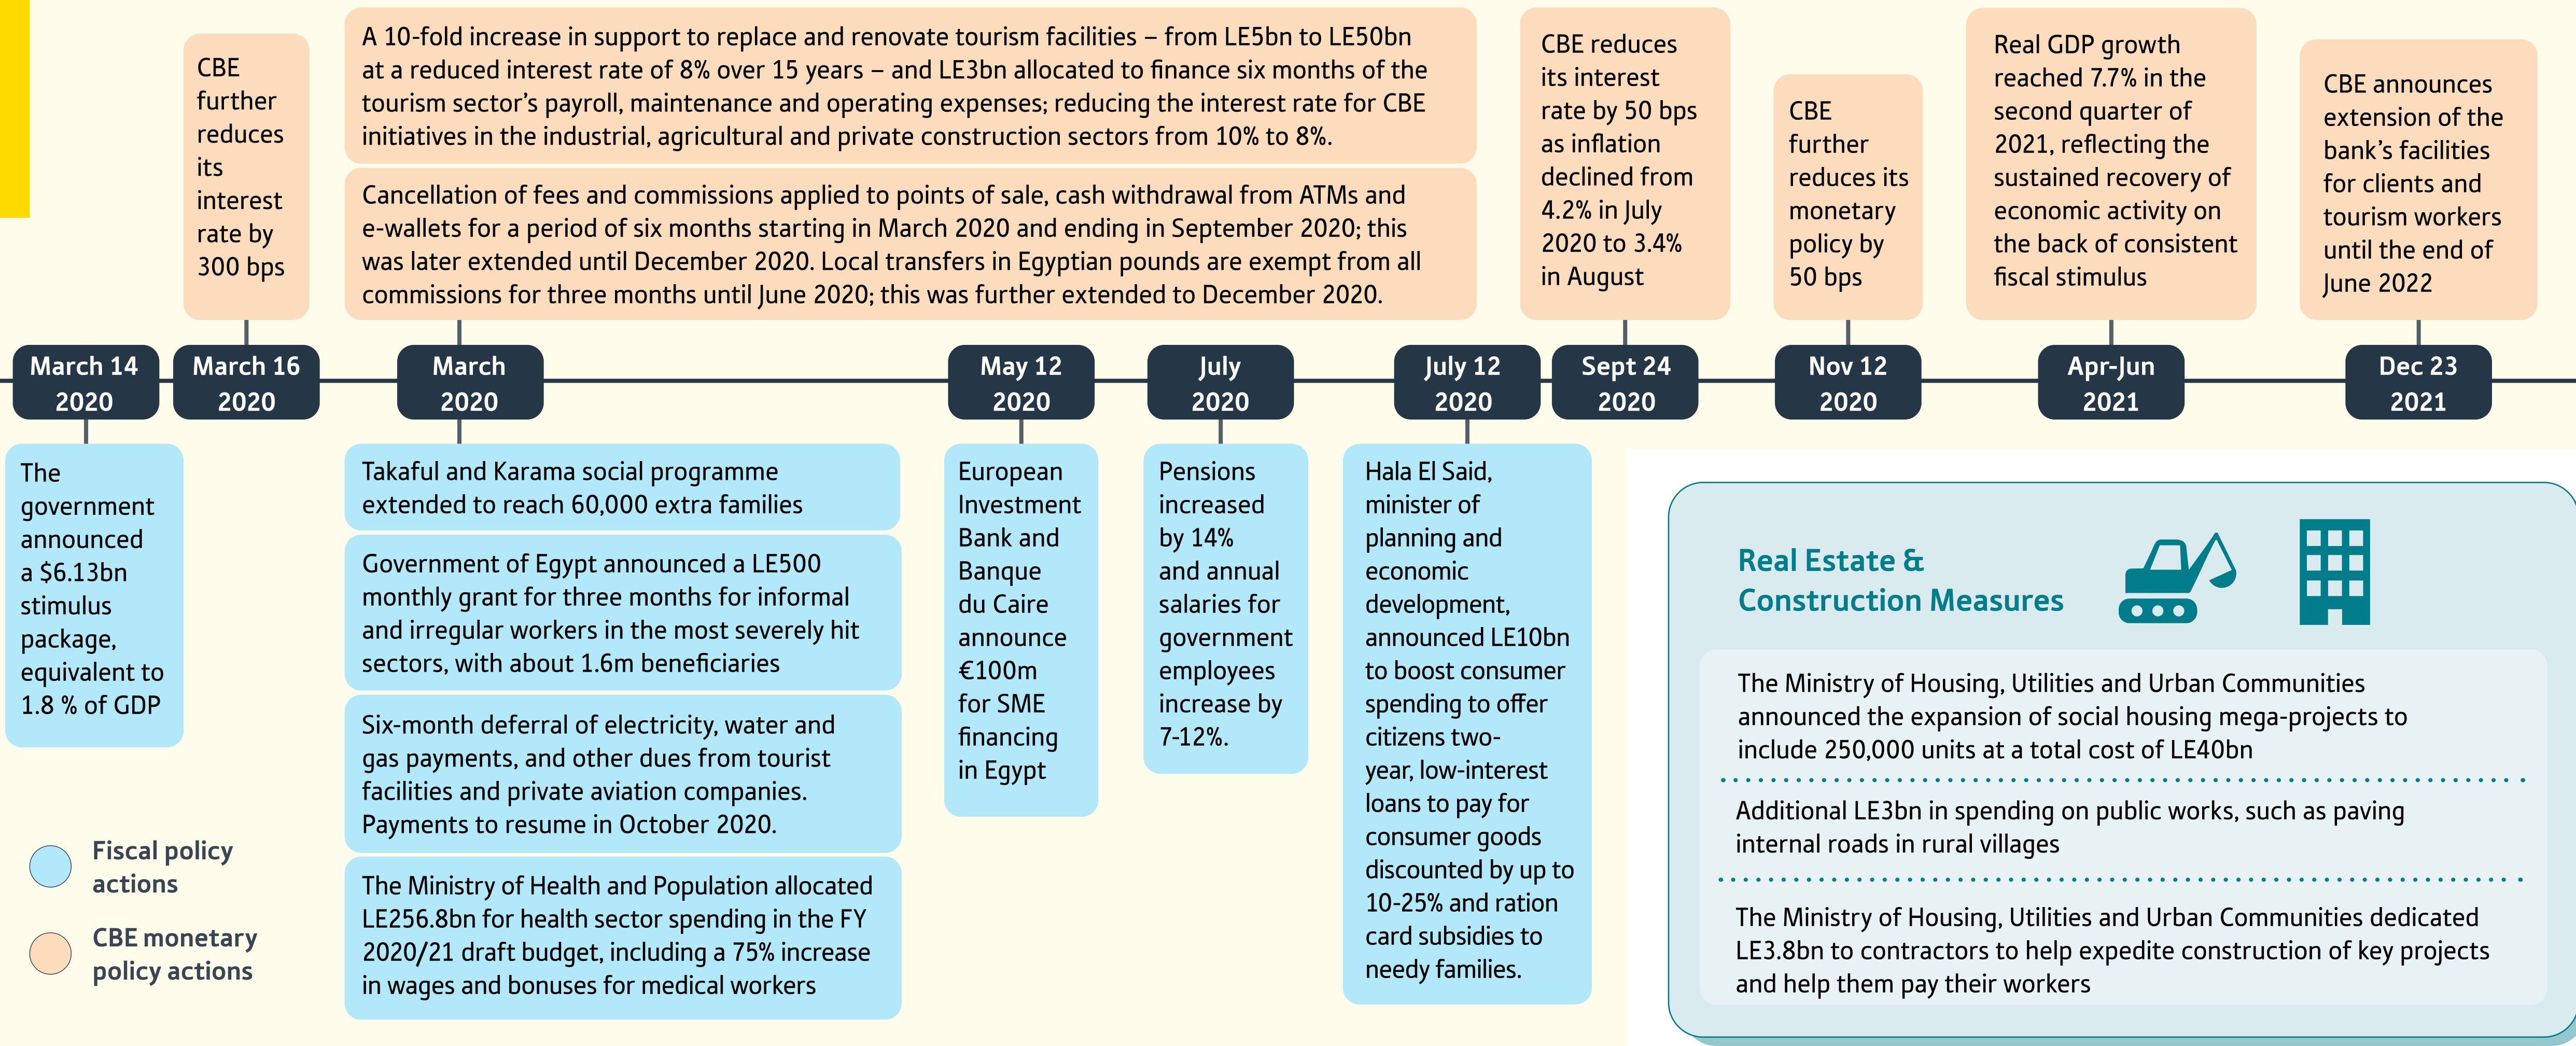 CBE
further
reduces
its
interest
rate by
300 bps
A 10-fold increase in support to replace and renovate tourism facilities – from LE5bn to LE50bn
at a reduced interest rate of 8% over 15 years – and LE3bn allocated to finance six months of the
tourism sector's payroll, maintenance and operating expenses; reducing the interest rate for CBE
initiatives in the industrial, agricultural and private construction sectors from 10% to 8%.
Cancellation of fees and commissions applied to points of sale, cash withdrawal from ATMs and
e-wallets for a period of six months starting in March 2020 and ending in September 2020; this
was later extended until December 2020. Local transfers in Egyptian pounds are exempt from all
commissions for three months until June 2020; this was further extended to December 2020.
CBE reduces
its interest
rate by 50 bps
as inflation
declined from
4.2% in July
2020 to 3.4%
in August
CBE
further
reduces its
monetary
policy by
50 bps
Real GDP growth
reached 7.7% in the
second quarter of
2021, reflecting the
sustained recovery of
economic activity on
the back of consistent
fiscal stimulus
CBE announces
extension of the
bank's facilities
for clients and
tourism workers
until the end of
June 2022
March 14
2020
March 16
2020
March
2020
May 12
2020
July
2020
July 12
2020
Sept 24
2020
Nov 12
2020
Apr-Jun
2021
Dec 23
2021
The
government
announced
a $6.13bn
stimulus
package,
equivalent to
1.8 % of GDP
Takaful and Karama social programme
extended to reach 60,000 extra families
Government of Egypt announced a LE500
monthly grant for three months for informal
and irregular workers in the most severely hit
sectors, with about 1.6m beneficiaries
Six-month deferral of electricity, water and
gas payments, and other dues from tourist
facilities and private aviation companies.
Payments to resume in October 2020.
The Ministry of Health and Population allocated
LE256.8bn for health sector spending in the FY
2020/21 draft budget, including a 75% increase
in wages and bonuses for medical workers
European
Investment
Bank and
Banque
du Caire
announce
€100m
for SME
financing
in Egypt
Pensions
increased
by 14%
and annual
salaries for
government
employees
increase by
7-12%.
Hala El Said,
minister of
planning and
economic
development,
announced LE10bn
to boost consumer
spending to offer
citizens two-
year, low-interest
loans to pay for
consumer goods
discounted by up to
10-25% and ration
card subsidies to
needy families.
Fiscal policy
actions
CBE monetary
policy actions
Real Estate &
Construction Measures
The Ministry of Housing, Utilities and Urban Communities
announced the expansion of social housing mega-projects to
include 250,000 units at a total cost of LE40bn
Additional LE3bn in spending on public works, such as paving
internal roads in rural villages
The Ministry of Housing, Utilities and Urban Communities dedicated
LE3.8bn to contractors to help expedite construction of key projects
and help them pay their workers